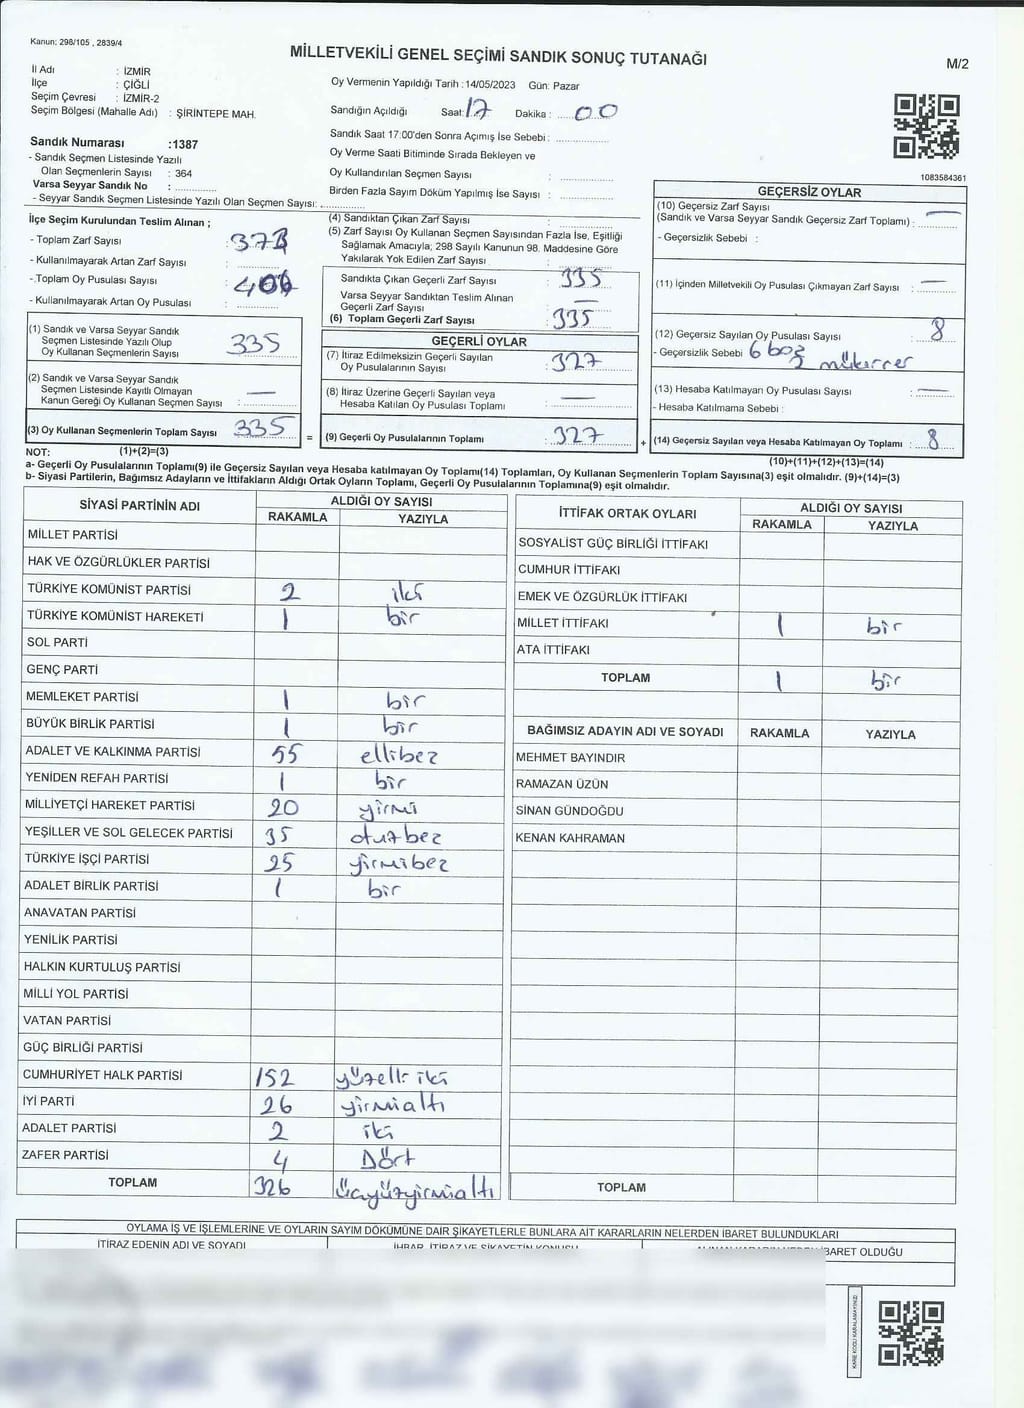 Kanun: 298/105 , 2839/4
MİLLETVEKİLİ GENEL SEÇİMİ SANDIK SONUÇ TUTANAĞI
M/2
İl Adı : İZMİR
İlçe : ÇİĞLİ
Seçim Çevresi : İZMİR-2
Seçim Bölgesi (Mahalle Adı) : ŞİRİNTEPE MAH.
Oy Vermenin Yapıldığı Tarih : 14/05/2023 Gün: Pazar
Sandığın Açıldığı Saat: 17 Dakika : 00
Sandık Saat 17:00'den Sonra Açımış İse Sebebi :
Oy Verme Saati Bitiminde Sırada Bekleyen ve
Oy Kullandırılan Seçmen Sayısı :
Birden Fazla Sayım Döküm Yapılmış İse Sayısı :
1083584361
Sandık Numarası :1387
- Sandık Seçmen Listesinde Yazılı
Olan Seçmenlerin Sayısı : 364
Varsa Seyyar Sandık No :
- Seyyar Sandık Seçmen Listesinde Yazılı Olan Seçmen Sayısı:
İlçe Seçim Kurulundan Teslim Alınan ;
- Toplam Zarf Sayısı :
- Kullanılmayarak Artan Zarf Sayısı :
- Toplam Oy Pusulası Sayısı :
- Kullanılmayarak Artan Oy Pusulası :
(4) Sandıktan Çıkan Zarf Sayısı :
(5) Zarf Sayısı Oy Kullanan Seçmen Sayısından Fazla İse, Eşitliği
Sağlamak Amacıyla; 298 Sayılı Kanunun 98. Maddesine Göre
Yakılarak Yok Edilen Zarf Sayısı :
Sandıkta Çıkan Geçerli Zarf Sayısı : 335
Varsa Seyyar Sandıktan Teslim Alınan
Geçerli Zarf Sayısı : —
(6) Toplam Geçerli Zarf Sayısı : 335
GEÇERSİZ OYLAR
(10) Geçersiz Zarf Sayısı
(Sandık ve Varsa Seyyar Sandık Geçersiz Zarf Toplamı) : —
- Geçersizlik Sebebi :
(11) İçinden Milletvekili Oy Pusulası Çıkmayan Zarf Sayısı : —
(12) Geçersiz Sayılan Oy Pusulası Sayısı : 8
- Geçersizlik Sebebi 6 boş mükerrer
(13) Hesaba Katılmayan Oy Pusulası Sayısı : —
- Hesaba Katılmama Sebebi :
(14) Geçersiz Sayılan veya Hesaba Katılmayan Oy Toplamı : 8
(1) Sandık ve Varsa Seyyar Sandık
Seçmen Listesinde Yazılı Olup
Oy Kullanan Seçmenlerin Sayısı : 335
(2) Sandık ve Varsa Seyyar Sandık
Seçmen Listesinde Kayıtlı Olmayan
Kanun Gereği Oy Kullanan Seçmen Sayısı : —
(3) Oy Kullanan Seçmenlerin Toplam Sayısı 335
GEÇERLİ OYLAR
(7) İtiraz Edilmeksizin Geçerli Sayılan
Oy Pusulalarının Sayısı : 327
(8) İtiraz Üzerine Geçerli Sayılan veya
Hesaba Katılan Oy Pusulası Toplamı : —
= (9) Geçerli Oy Pusulalarının Toplamı : 327 +
NOT: (1)+(2)=(3)
(10)+(11)+(12)+(13)=(14)
a- Geçerli Oy Pusulalarının Toplamı(9) ile Geçersiz Sayılan veya Hesaba katılmayan Oy Toplamı(14) Toplamları, Oy Kullanan Seçmenlerin Toplam Sayısına(3) eşit olmalıdır. (9)+(14)=(3)
b- Siyasi Partilerin, Bağımsız Adayların ve İttifakların Aldığı Ortak Oyların Toplamı, Geçerli Oy Pusulalarının Toplamına(9) eşit olmalıdır.
SİYASİ PARTİNİN ADI ALDIĞI OY SAYISI
RAKAMLA YAZIYLA
MİLLET PARTİSİ
HAK VE ÖZGÜRLÜKLER PARTİSİ
TÜRKİYE KOMÜNİST PARTİSİ 2 iki
TÜRKİYE KOMÜNİST HAREKETİ 1 bir
SOL PARTİ
GENÇ PARTİ
MEMLEKET PARTİSİ 1 bir
BÜYÜK BİRLİK PARTİSİ 1 bir
ADALET VE KALKINMA PARTİSİ 55 ellibeş
YENİDEN REFAH PARTİSİ 1 bir
MİLLİYETÇİ HAREKET PARTİSİ 20 yirmi
YEŞİLLER VE SOL GELECEK PARTİSİ 35 otuzbeş
TÜRKİYE İŞÇİ PARTİSİ 25 yirmibeş
ADALET BİRLİK PARTİSİ 1 bir
ANAVATAN PARTİSİ
YENİLİK PARTİSİ
HALKIN KURTULUŞ PARTİSİ
MİLLİ YOL PARTİSİ
VATAN PARTİSİ
GÜÇ BİRLİĞİ PARTİSİ
CUMHURİYET HALK PARTİSİ 152 yüzelli iki
İYİ PARTİ 26 yirmialtı
ADALET PARTİSİ 2 iki
ZAFER PARTİSİ 4 Dört
TOPLAM 326 üçyüzyirmialtı
İTTİFAK ORTAK OYLARI ALDIĞI OY SAYISI
RAKAMLA YAZIYLA
SOSYALİST GÜÇ BİRLİĞİ İTTİFAKI
CUMHUR İTTİFAKI
EMEK VE ÖZGÜRLÜK İTTİFAKI
MİLLET İTTİFAKI 1 bir
ATA İTTİFAKI
TOPLAM 1 bir
BAĞIMSIZ ADAYIN ADI VE SOYADI RAKAMLA YAZIYLA
MEHMET BAYINDIR
RAMAZAN ÜZÜN
SİNAN GÜNDOĞDU
KENAN KAHRAMAN
TOPLAM
OYLAMA İŞ VE İŞLEMLERİNE VE OYLARIN SAYIM DÖKÜMÜNE DAİR ŞİKAYETLERLE BUNLARA AİT KARARLARIN NELERDEN İBARET BULUNDUKLARI
İTİRAZ EDENİN ADI VE SOYADI
İHBAR, İTİRAZ VE ŞİKAYETİN KONUSU
İBARET OLDUĞU
KARE KODU KARALAMAYINIZ!